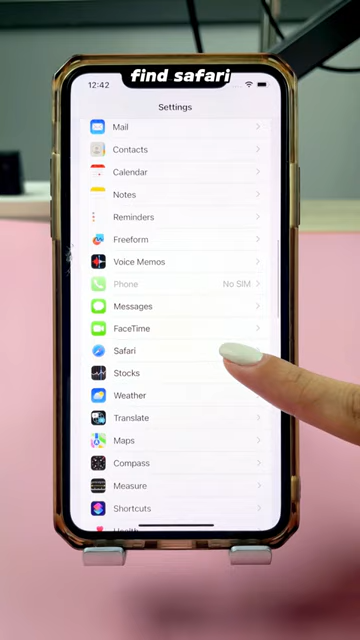 find safari
12:42
Settings
Mail
Contacts
Calendar
Notes
Reminders
Freeform
Voice Memos
Phone No SIM
Messages
FaceTime
Safari
Stocks
Weather
Translate
Maps
Compass
Measure
Shortcuts
Health